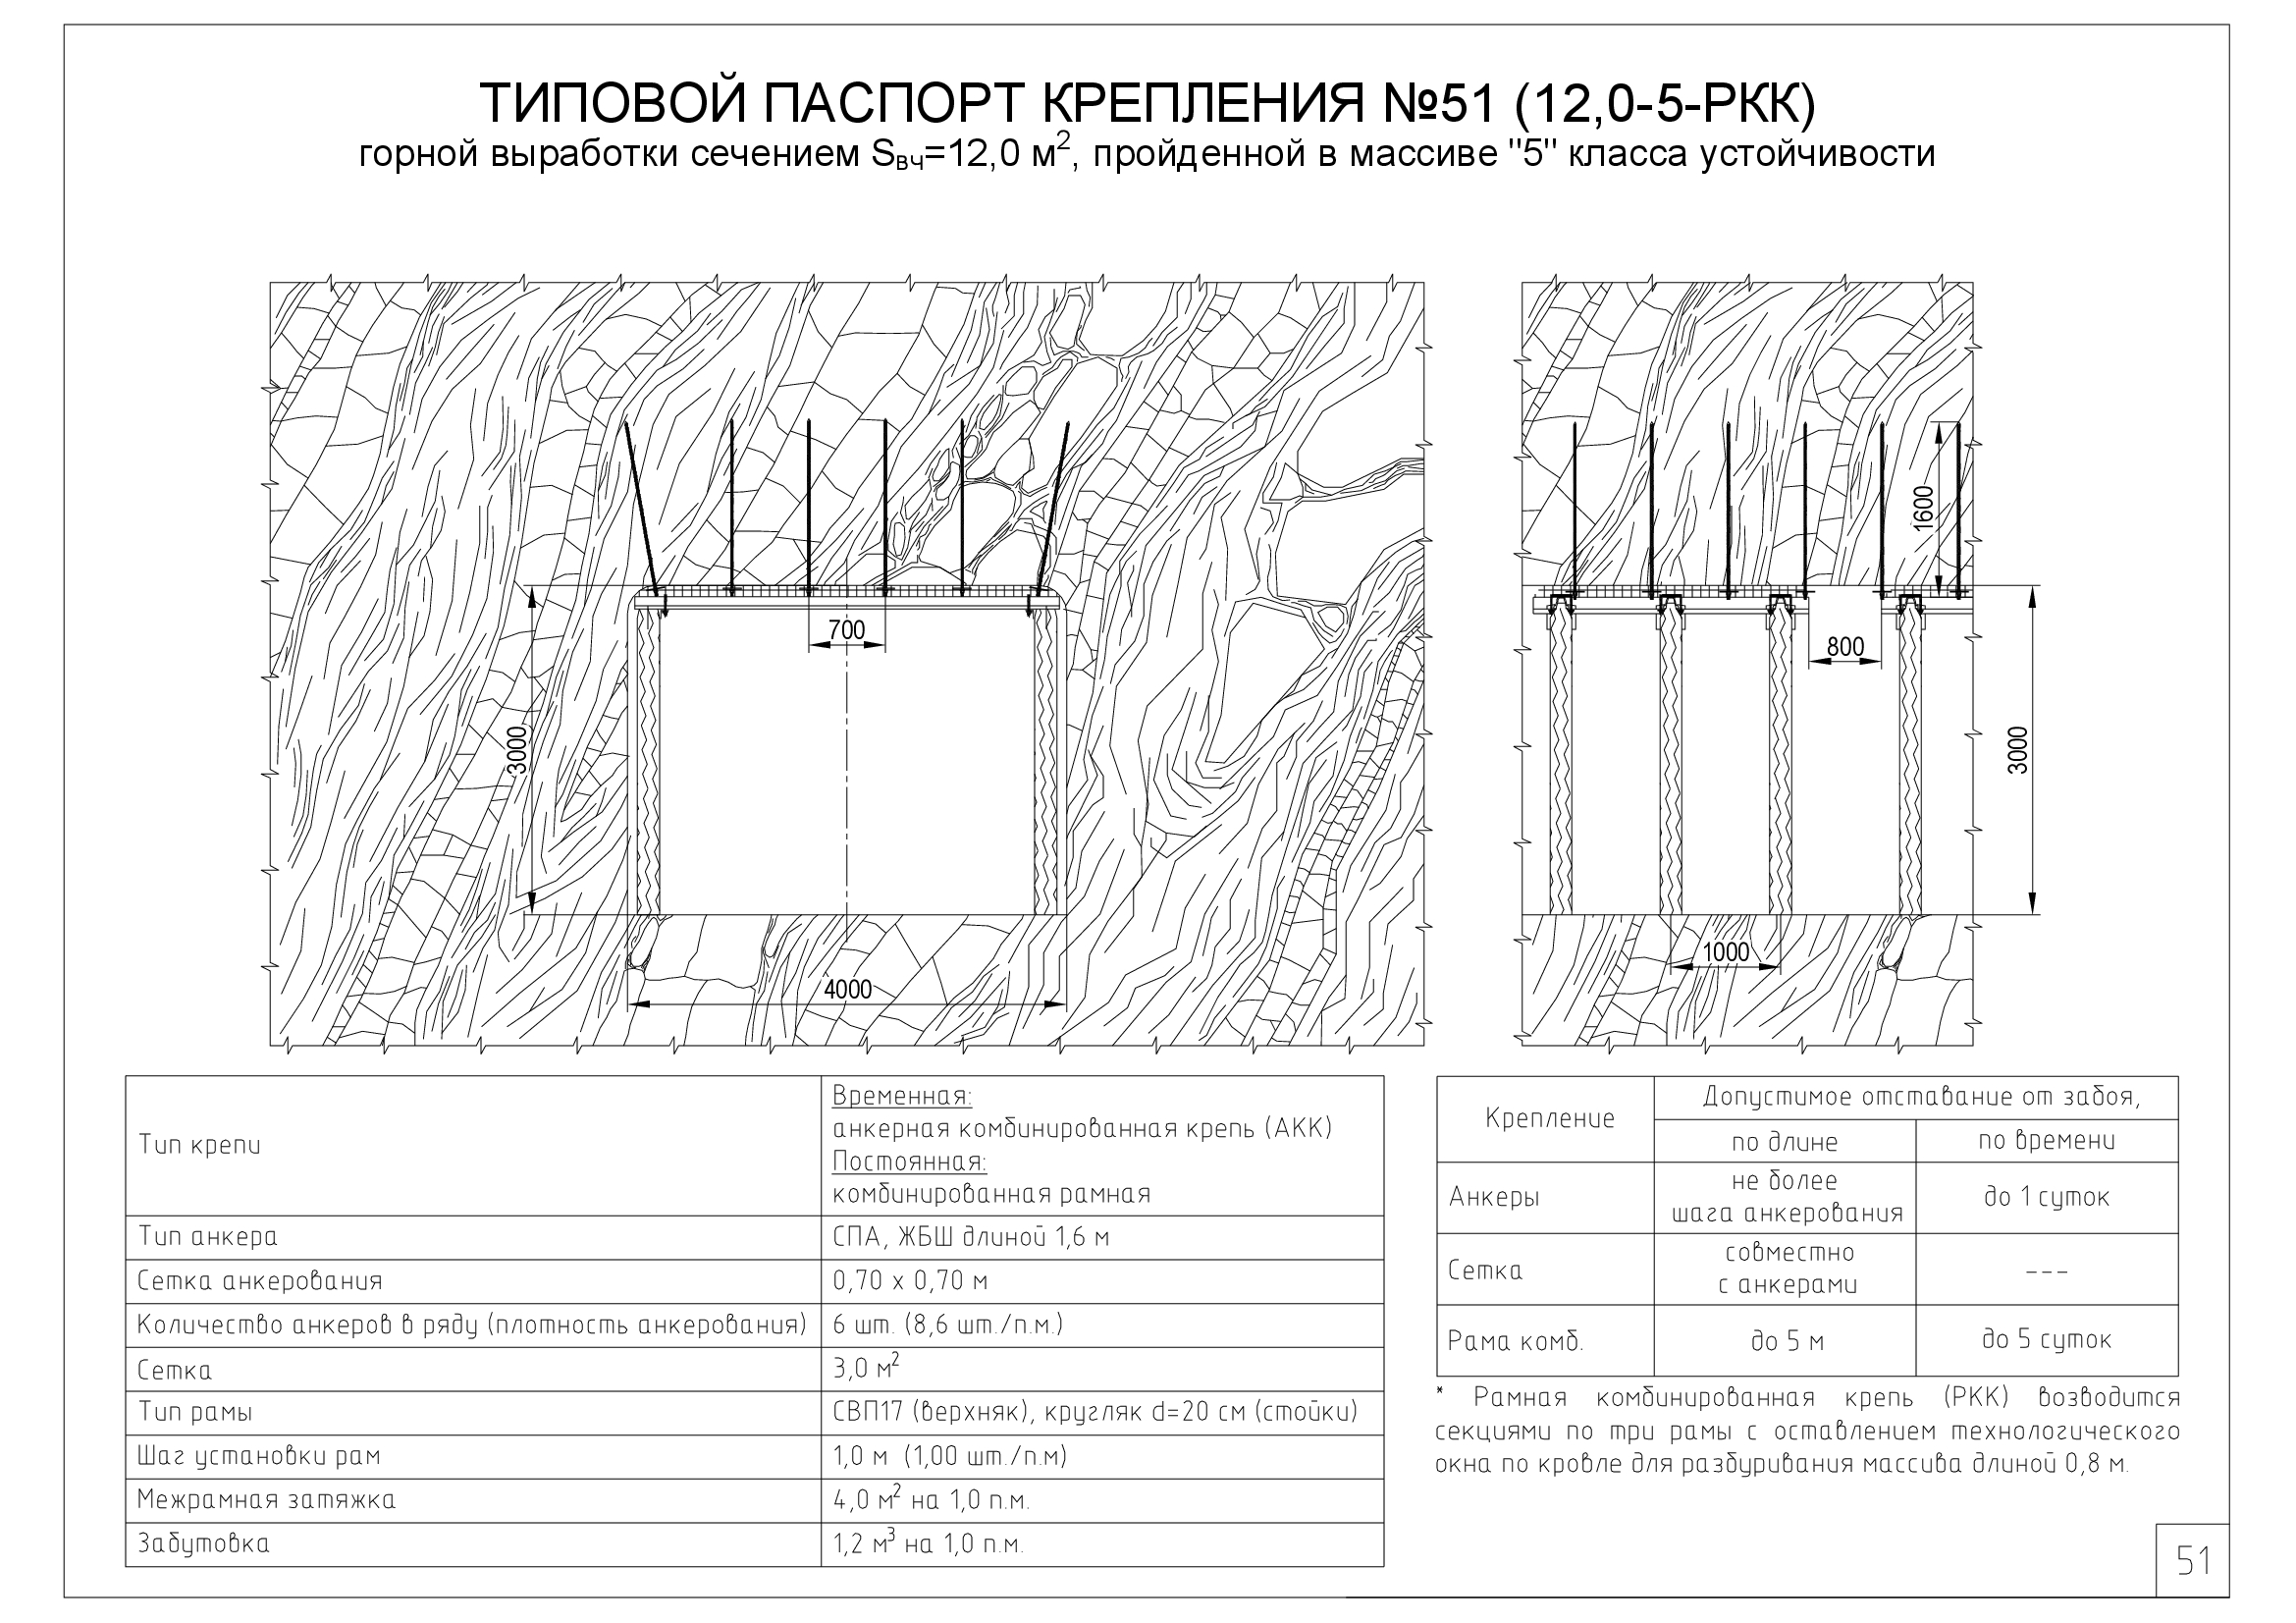 ТИПОВОЙ ПАСПОРТ КРЕПЛЕНИЯ №51 (12,0-5-РКК)
горной выработки сечением Sвч=12,0 м², пройденной в массиве "5" класса устойчивости
1600
700
800
3000
3000
1000
4000
Тип крепи
Временная:
анкерная комбинированная крепь (АКК)
Постоянная:
комбинированная рамная
Тип анкера
СПА, ЖБШ длиной 1,6 м
Сетка анкерования
0,70 х 0,70 м
Количество анкеров в ряду (плотность анкерования)
6 шт. (8,6 шт./п.м.)
Сетка
3,0 м²
Тип рамы
СВП17 (верхняк), кругляк d=20 см (стойки)
Шаг установки рам
1,0 м (1,00 шт./п.м)
Межрамная затяжка
4,0 м² на 1,0 п.м.
Забутовка
1,2 м³ на 1,0 п.м.
Крепление
Допустимое отставание от забоя,
по длине
по времени
Анкеры
не более
шага анкерования
до 1 суток
Сетка
совместно
с анкерами
---
Рама комб.
до 5 м
до 5 суток
* Рамная комбинированная крепь (РКК) возводится
секциями по три рамы с оставлением технологического
окна по кровле для разбуривания массива длиной 0,8 м.
51